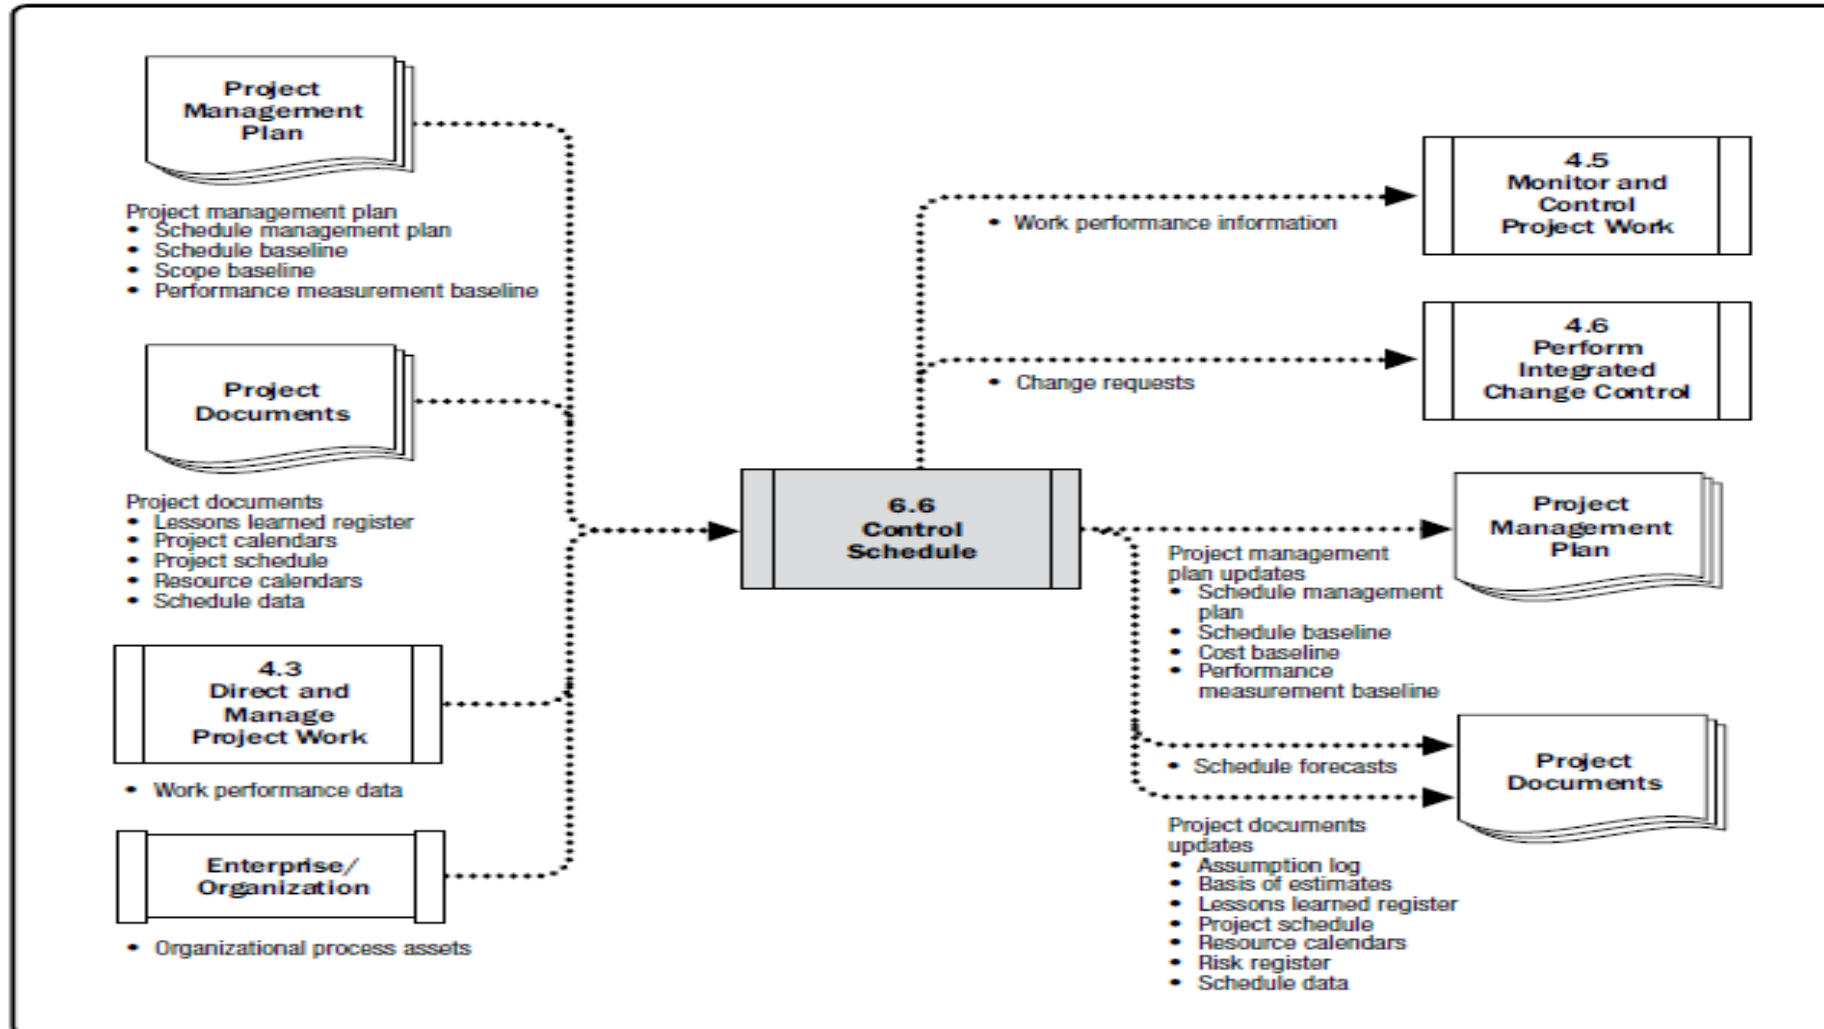 Project
Management
Plan
Project management plan
• Schedule management plan
• Schedule baseline
• Scope baseline
• Performance measurement baseline
Project
Documents
Project documents
• Lessons learned register
• Project calendars
• Project schedule
• Resource calendars
• Schedule data
4.3
Direct and
Manage
Project Work
• Work performance data
Enterprise/
Organization
• Organizational process assets
6.6
Control
Schedule
• Work performance information
4.5
Monitor and
Control
Project Work
• Change requests
4.6
Perform
Integrated
Change Control
Project
Management
Plan
Project management
plan updates
• Schedule management
plan
• Schedule baseline
• Cost baseline
• Performance
measurement baseline
• Schedule forecasts
Project
Documents
Project documents
updates
• Assumption log
• Basis of estimates
• Lessons learned register
• Project schedule
• Resource calendars
• Risk register
• Schedule data